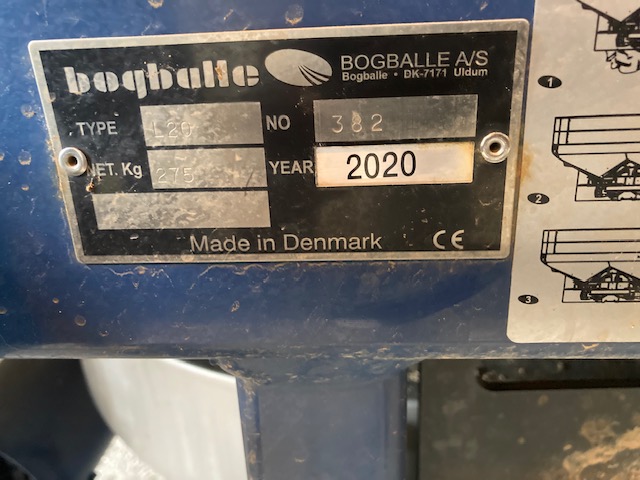 bogballe
BOGBALLE A/S
Bogballe • DK-7171 Uldum
TYPE L20 NO 382
NET. Kg 275 YEAR 2020
Made in Denmark CE
1
2
3